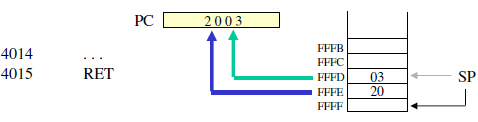 PC 2 0 0 3
FFFB
4014 . . .
FFFC
4015 RET
FFFD 03 SP
FFFE 20
FFFF